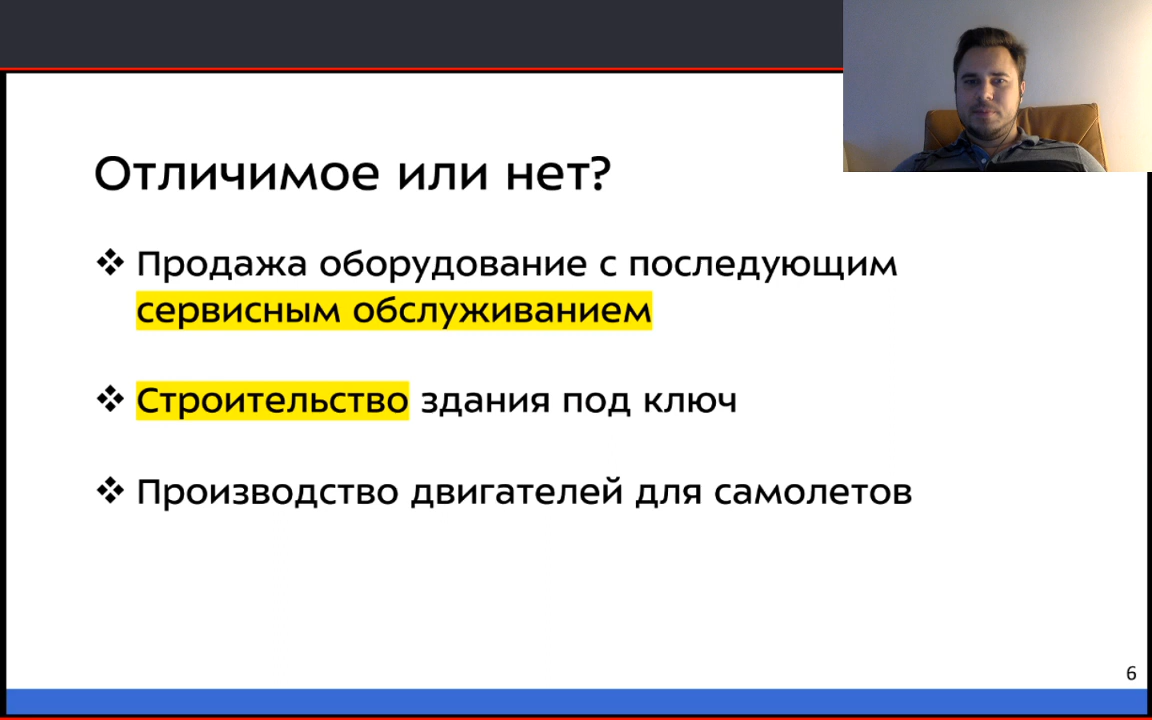 Отличимое или нет?
❖ Продажа оборудование с последующим
сервисным обслуживанием
❖ Строительство здания под ключ
❖ Производство двигателей для самолетов
6